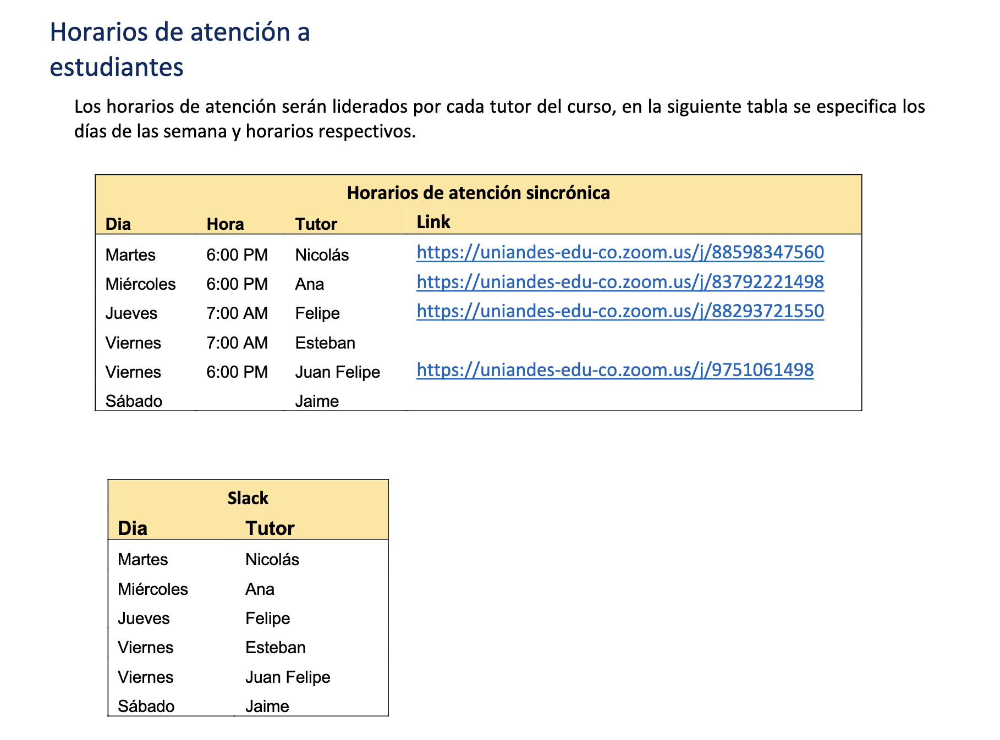 Horarios de atención a
estudiantes
Los horarios de atención serán liderados por cada tutor del curso, en la siguiente tabla se especifica los
días de las semana y horarios respectivos.
Horarios de atención sincrónica
Dia Hora Tutor Link
Martes 6:00 PM Nicolás https://uniandes-edu-co.zoom.us/j/88598347560
Miércoles 6:00 PM Ana https://uniandes-edu-co.zoom.us/j/83792221498
Jueves 7:00 AM Felipe https://uniandes-edu-co.zoom.us/j/88293721550
Viernes 7:00 AM Esteban
Viernes 6:00 PM Juan Felipe https://uniandes-edu-co.zoom.us/j/9751061498
Sábado Jaime
Slack
Dia Tutor
Martes Nicolás
Miércoles Ana
Jueves Felipe
Viernes Esteban
Viernes Juan Felipe
Sábado Jaime